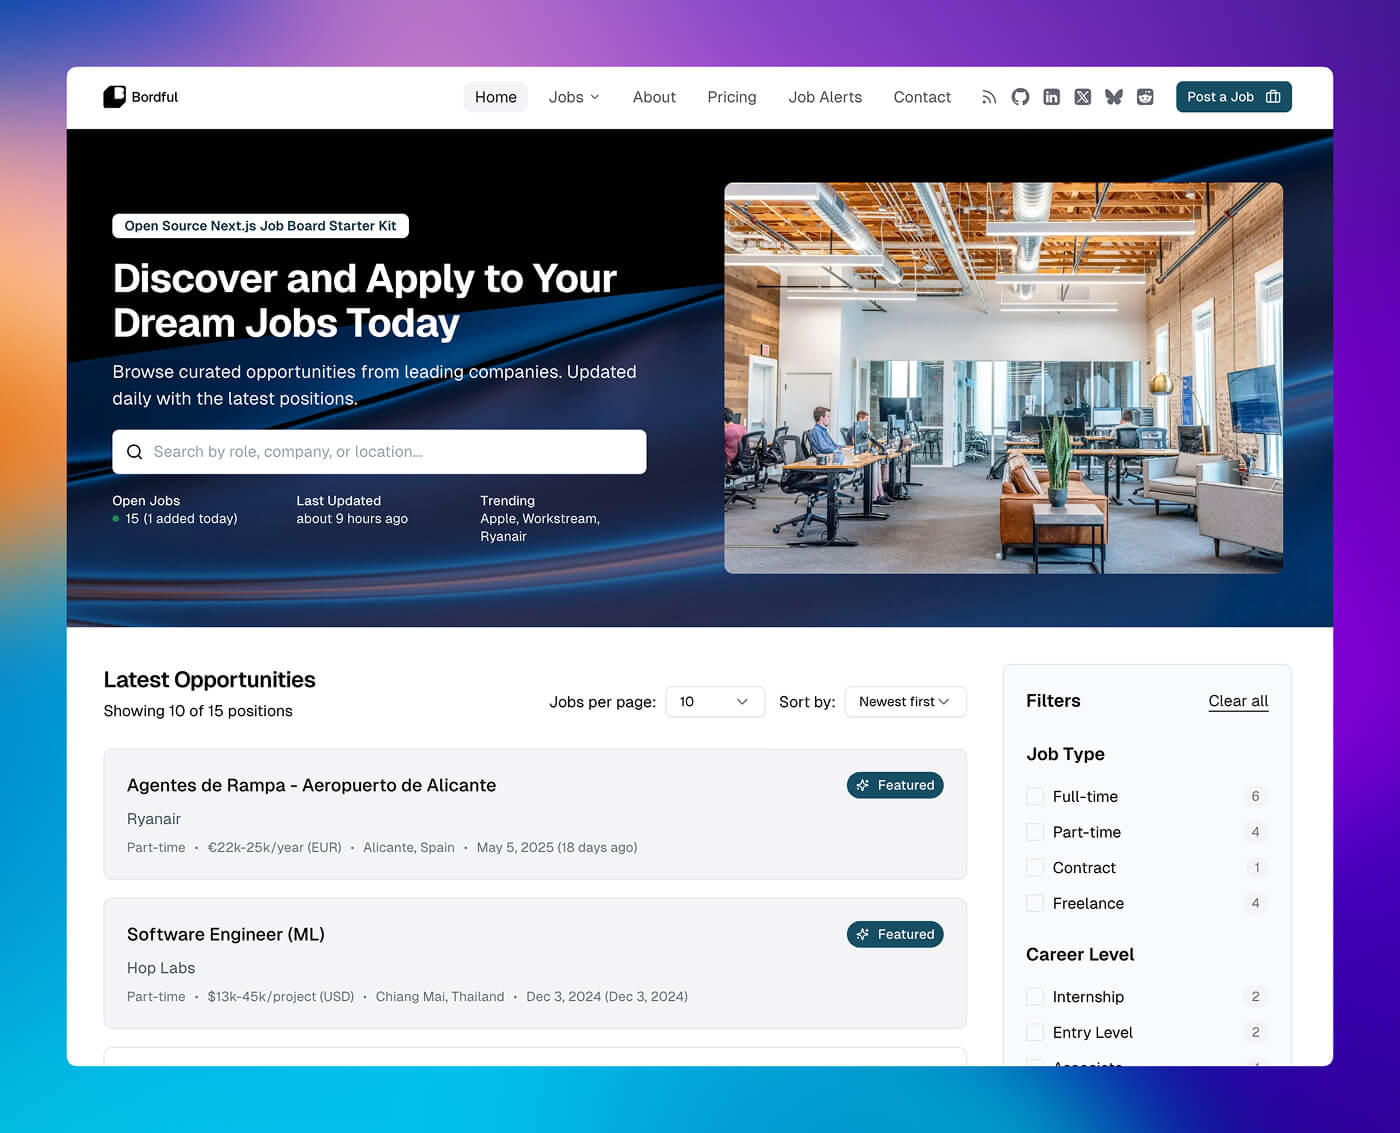 Bordful
Home
Jobs
About
Pricing
Job Alerts
Contact
Post a Job
Open Source Next.js Job Board Starter Kit
Discover and Apply to Your
Dream Jobs Today
Browse curated opportunities from leading companies. Updated
daily with the latest positions.
Search by role, company, or location...
Open Jobs
15 (1 added today)
Last Updated
about 9 hours ago
Trending
Apple, Workstream,
Ryanair
Latest Opportunities
Showing 10 of 15 positions
Jobs per page:
10
Sort by:
Newest first
Agentes de Rampa - Aeropuerto de Alicante
Featured
Ryanair
Part-time • €22k-25k/year (EUR) • Alicante, Spain • May 5, 2025 (18 days ago)
Software Engineer (ML)
Featured
Hop Labs
Part-time • $13k-45k/project (USD) • Chiang Mai, Thailand • Dec 3, 2024 (Dec 3, 2024)
Filters
Clear all
Job Type
Full-time 6
Part-time 4
Contract 1
Freelance 4
Career Level
Internship 2
Entry Level 2